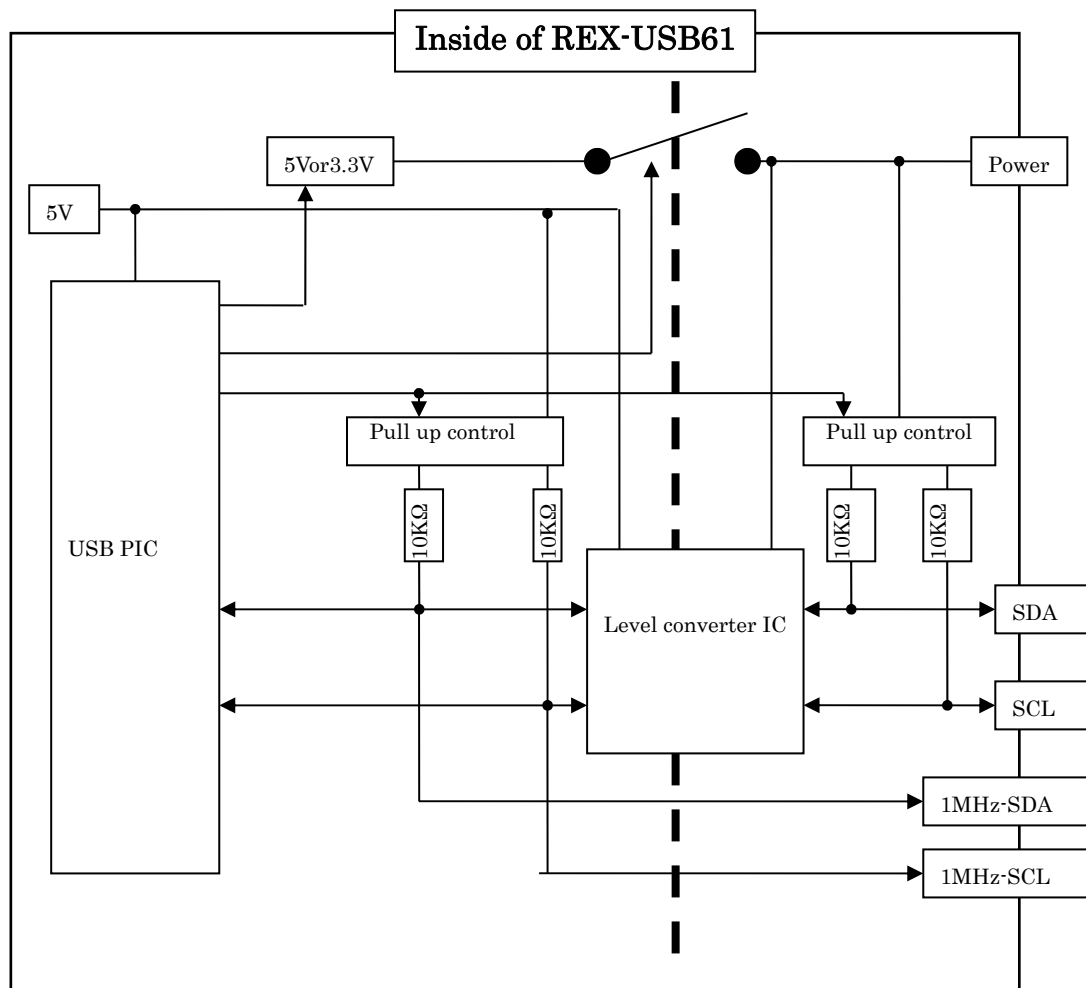 Inside of REX-USB61
5Vor3.3V
Power
5V
Pull up control
Pull up control
10KΩ
10KΩ
10KΩ
10KΩ
USB PIC
Level converter IC
SDA
SCL
1MHz-SDA
1MHz-SCL